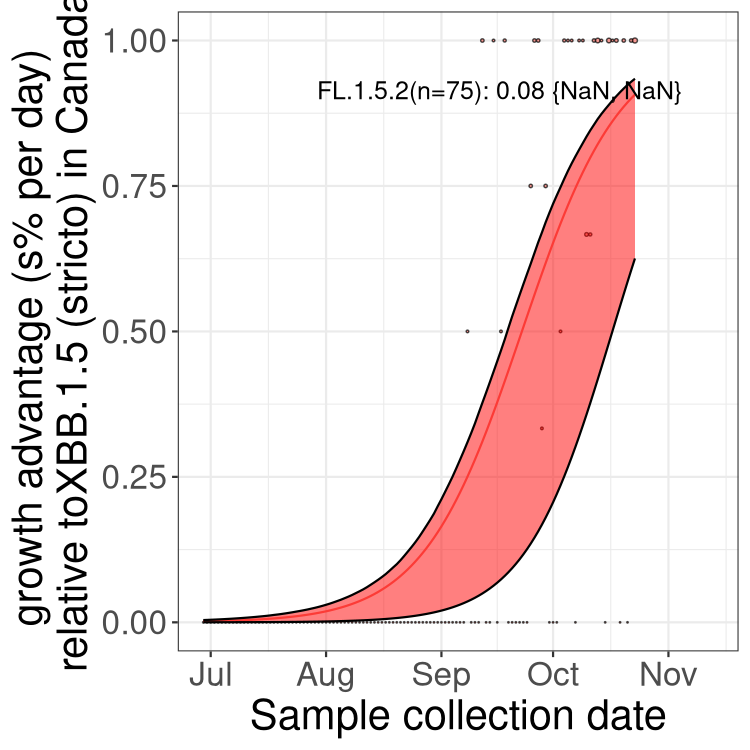 growth advantage (s% per day)
relative toXBB.1.5 (stricto) in Canada
1.00
0.75
0.50
0.25
0.00
FL.1.5.2(n=75): 0.08 {NaN, NaN}
Jul Aug Sep Oct Nov
Sample collection date